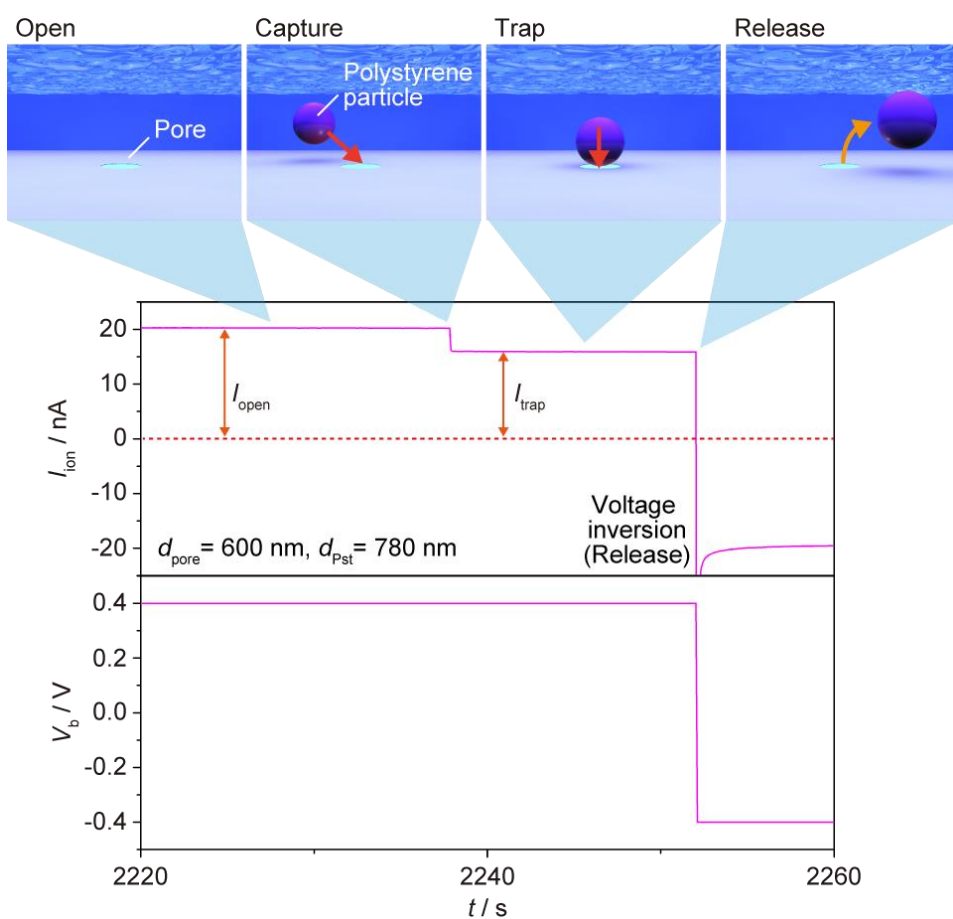 Open
Capture
Trap
Release
Pore
Polystyrene
particle
20
10
0
-10
-20
I_ion / nA
I_open
I_trap
d_pore= 600 nm, d_Pst = 780 nm
Voltage
inversion
(Release)
0.4
0.2
0.0
-0.2
-0.4
V_b / V
2220
2240
2260
t / s